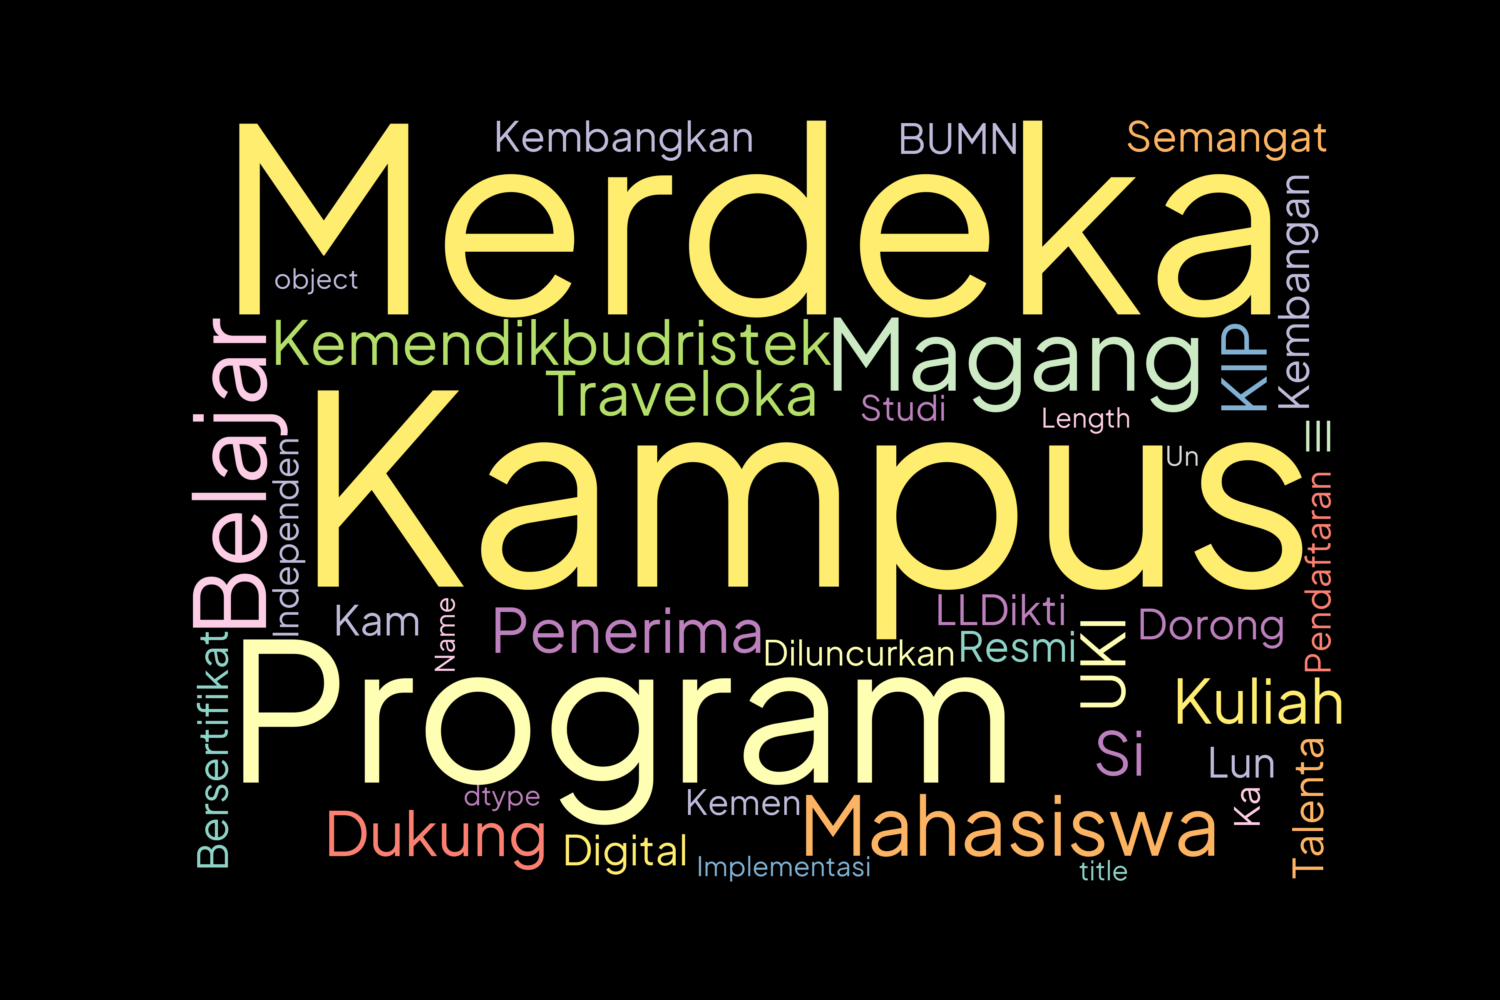 Kembangkan
BUMN
Semangat
Merdeka
object
Kembangan
Kemendikbudristek
Magang
KIP
Traveloka
Studi
Length
Belajar
Independen
Kampus
Un
III
Pendaftaran
Kam
Name
Penerima
LLDikti
Dorong
Diluncurkan
Resmi
UKI
Bersertifikat
Program
Kuliah
Si
Lun
Talenta
Ka
dtype
Kemen
Mahasiswa
Dukung
Digital
Implementasi
title